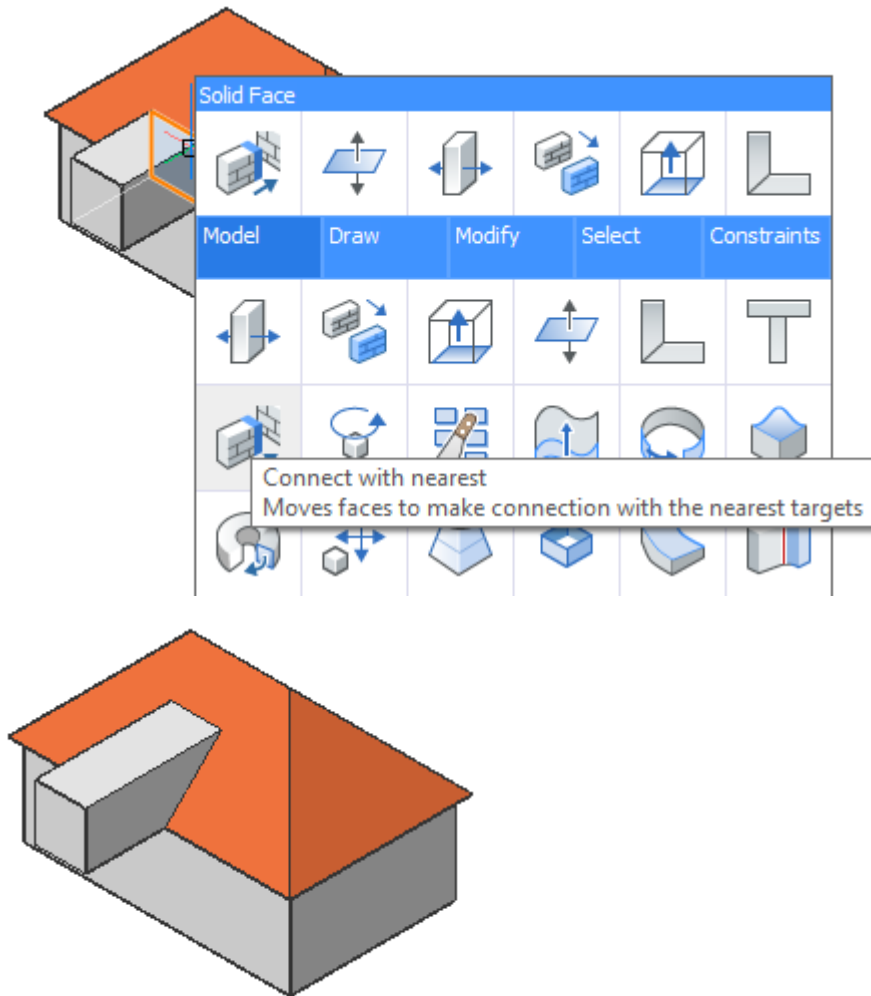 Solid Face
Model Draw Modify Select Constraints
Connect with nearest
Moves faces to make connection with the nearest targets